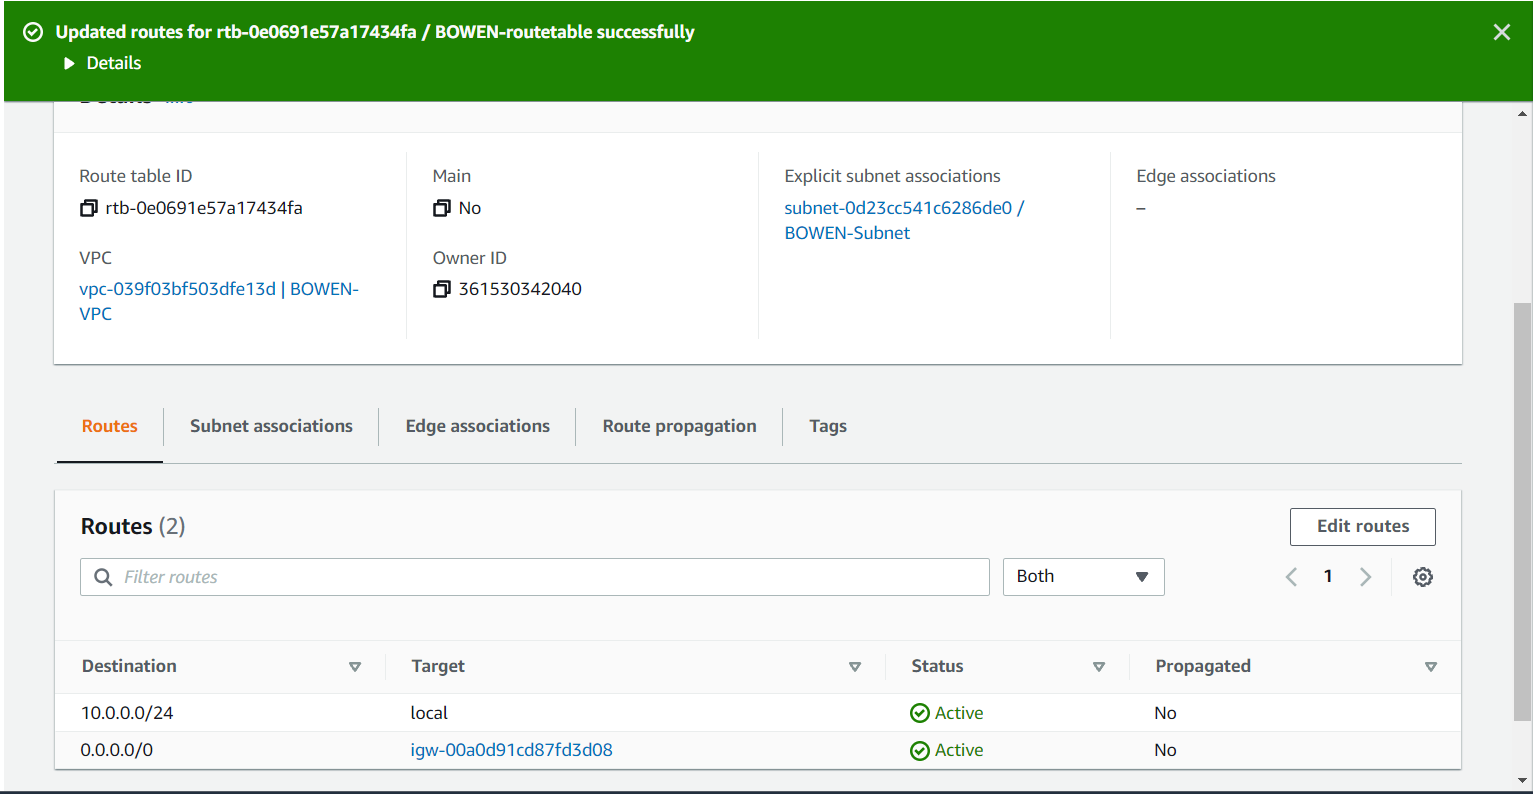 Updated routes for rtb-0e0691e57a17434fa / BOWEN-routetable successfully
Details
Route table ID
rtb-0e0691e57a17434fa
VPC
vpc-039f03bf503dfe13d | BOWEN-
VPC
Main
No
Owner ID
361530342040
Explicit subnet associations
subnet-0d23cc541c6286de0 /
BOWEN-Subnet
Edge associations
–
Routes
Subnet associations
Edge associations
Route propagation
Tags
Routes (2)
Edit routes
Filter routes
Both
1
Destination Target Status Propagated
10.0.0.0/24 local Active No
0.0.0.0/0 igw-00a0d91cd87fd3d08 Active No